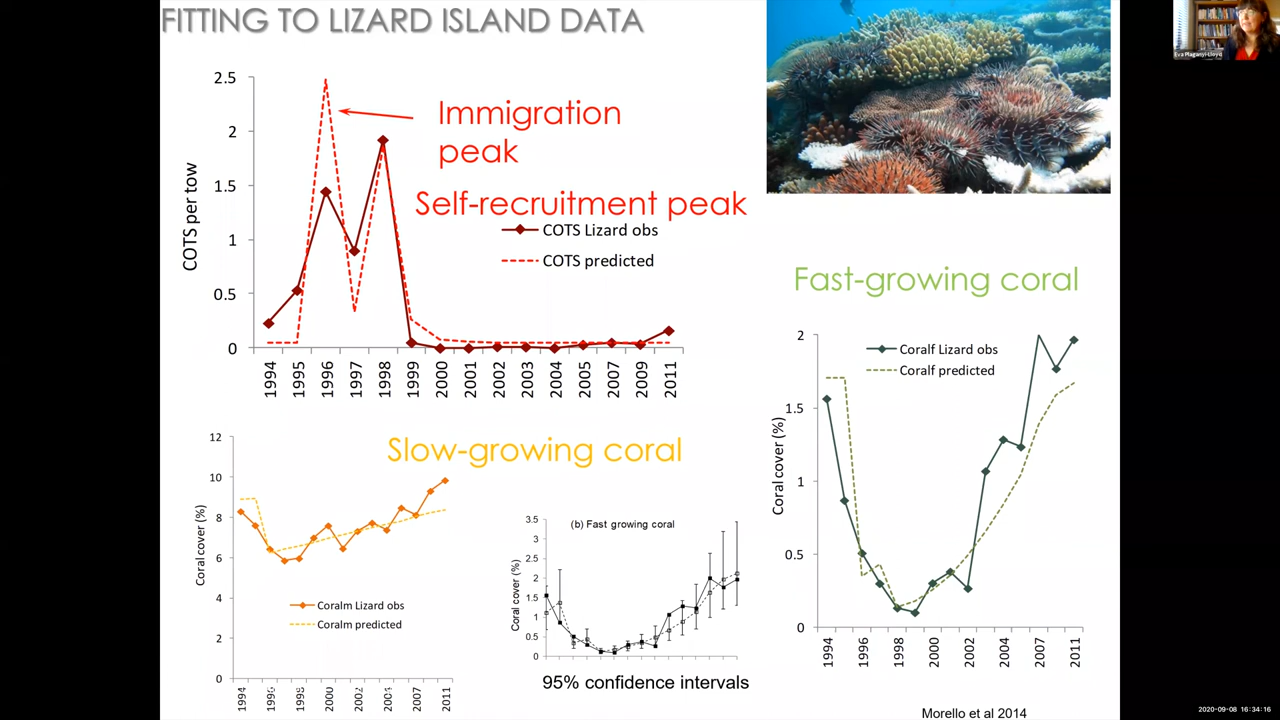 FITTING TO LIZARD ISLAND DATA
Eva Plaganyi-Lloyd
COTS per tow
2.5
2
1.5
1
0.5
0
Immigration
peak
Self-recruitment peak
COTS Lizard obs
COTS predicted
1994
1995
1996
1997
1998
1999
2000
2001
2002
2003
2004
2005
2006
2007
2009
2011
Fast-growing coral
Coral cover (%)
2
1.5
1
0.5
0
Coralf Lizard obs
Coralf predicted
1994
1996
1998
2000
2002
2004
2007
2011
Slow-growing coral
Coral cover (%)
12
10
8
6
4
2
0
Coralm Lizard obs
Coralm predicted
1994
1996
1998
2000
2002
2004
2007
2011
(b) Fast growing coral
Coral cover (%)
3.5
3
2.5
2
1.5
1
0.5
0
95% confidence intervals
Morello et al 2014
2020-09-08 16:34:16